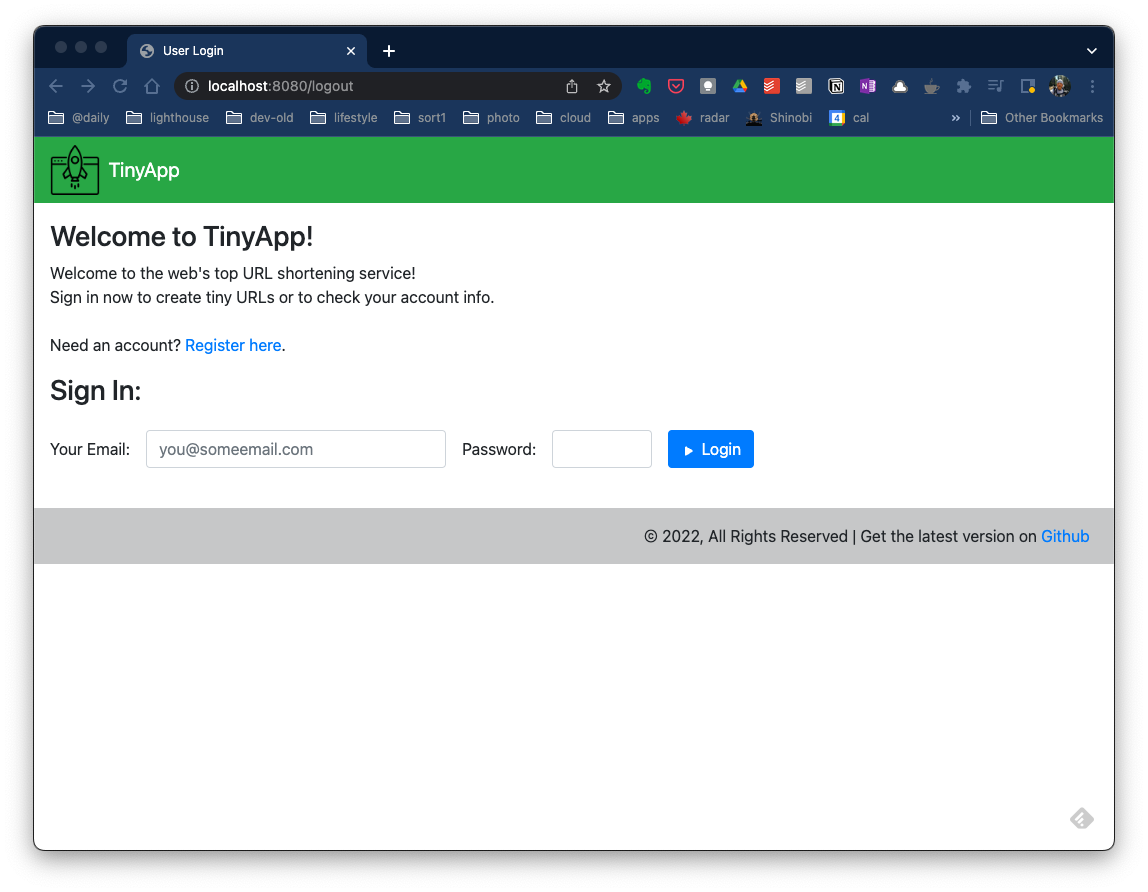 User Login
localhost:8080/logout
@daily lighthouse dev-old lifestyle sort1 photo cloud apps radar Shinobi 4 cal » Other Bookmarks
TinyApp
Welcome to TinyApp!
Welcome to the web's top URL shortening service!
Sign in now to create tiny URLs or to check your account info.
Need an account? Register here.
Sign In:
Your Email: you@someemail.com Password: Login
© 2022, All Rights Reserved | Get the latest version on Github